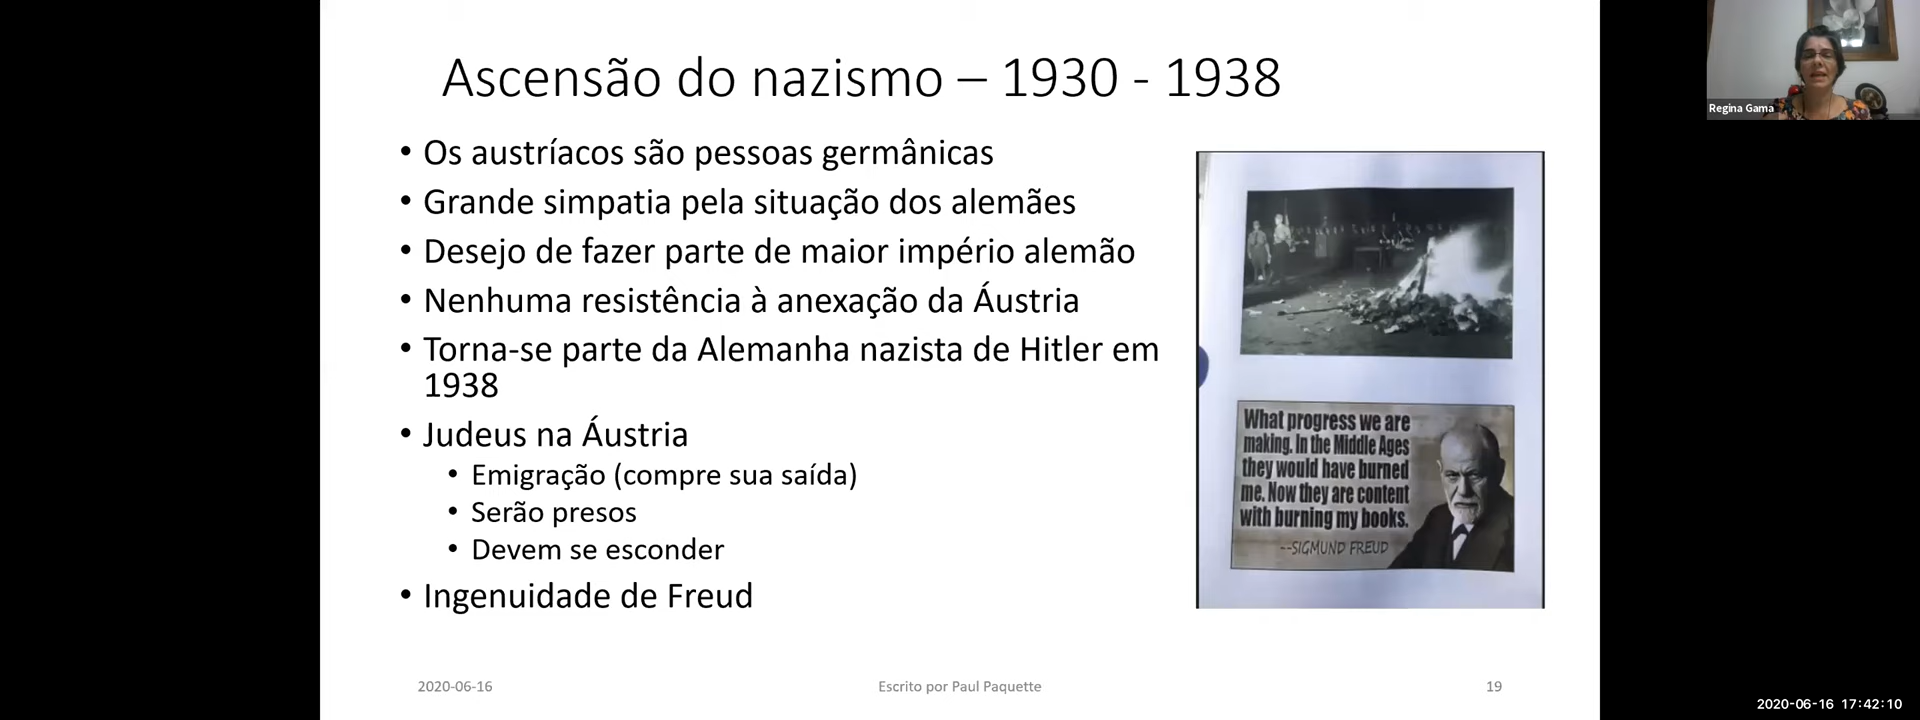 Ascensão do nazismo – 1930 - 1938
Regina Gama
• Os austríacos são pessoas germânicas
• Grande simpatia pela situação dos alemães
• Desejo de fazer parte de maior império alemão
• Nenhuma resistência à anexação da Áustria
• Torna-se parte da Alemanha nazista de Hitler em
1938
• Judeus na Áustria
• Emigração (compre sua saída)
• Serão presos
• Devem se esconder
• Ingenuidade de Freud
What progress we are
making. In the Middle Ages
they would have burned
me. Now they are content
with burning my books.
--SIGMUND FREUD
2020-06-16
Escrito por Paul Paquette
19
2020-06-16 17:42:10